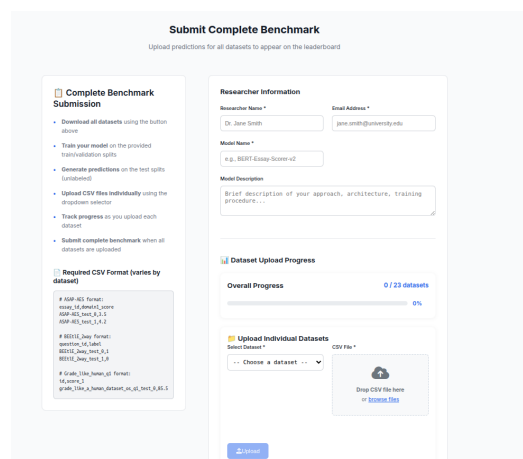 Submit Complete Benchmark
Upload predictions for all datasets to appear on the leaderboard
📋 Complete Benchmark
Submission
• Download all datasets using the button
above
• Train your model on the provided
train/validation splits
• Generate predictions on the test splits
(unlabeled)
• Upload CSV files individually using the
dropdown selector
• Track progress as you upload each
dataset
• Submit complete benchmark when all
datasets are uploaded
📄 Required CSV Format (varies by
dataset)
# ASAP-AES format:
essay_id,domain1_score
ASAP-AES_test_0,3.5
ASAP-AES_test_1,4.2
# BEEtlE_2way format:
question_id,label
BEEtlE_2way_test_0,1
BEEtlE_2way_test_1,0
# Grade_like_human_q1 format:
id,score_1
grade_like_a_human_dataset_os_q1_test_0,85.5
Researcher Information
Researcher Name *
Email Address *
Dr. Jane Smith
jane.smith@university.edu
Model Name *
e.g., BERT-Essay-Scorer-v2
Model Description
Brief description of your approach, architecture, training
procedure...
📊 Dataset Upload Progress
Overall Progress
0 / 23 datasets
0%
📁 Upload Individual Datasets
Select Dataset *
CSV File *
-- Choose a dataset --
Drop CSV file here
or browse files
Upload